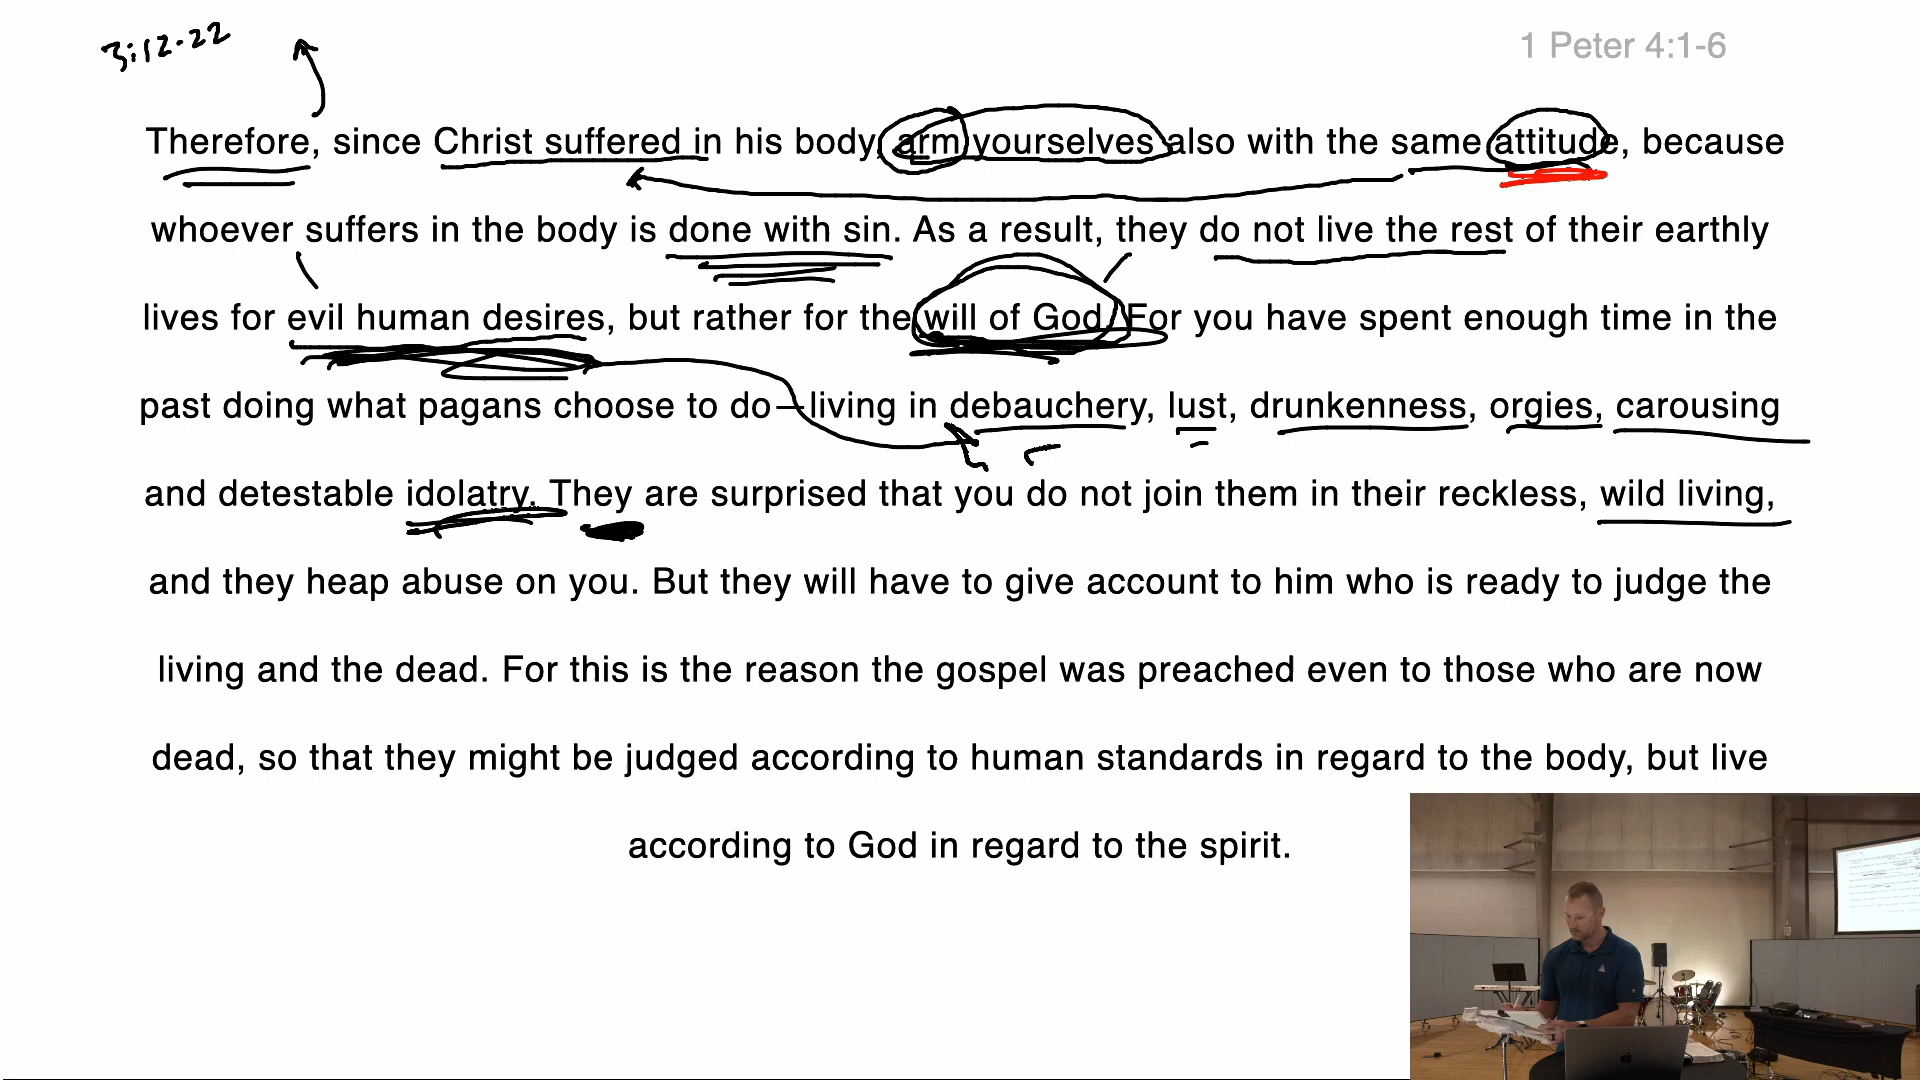 3:12-22
1 Peter 4:1-6
Therefore, since Christ suffered in his body, arm yourselves also with the same attitude, because
whoever suffers in the body is done with sin. As a result, they do not live the rest of their earthly
lives for evil human desires, but rather for the will of God. For you have spent enough time in the
past doing what pagans choose to do—living in debauchery, lust, drunkenness, orgies, carousing
and detestable idolatry. They are surprised that you do not join them in their reckless, wild living,
and they heap abuse on you. But they will have to give account to him who is ready to judge the
living and the dead. For this is the reason the gospel was preached even to those who are now
dead, so that they might be judged according to human standards in regard to the body, but live
according to God in regard to the spirit.